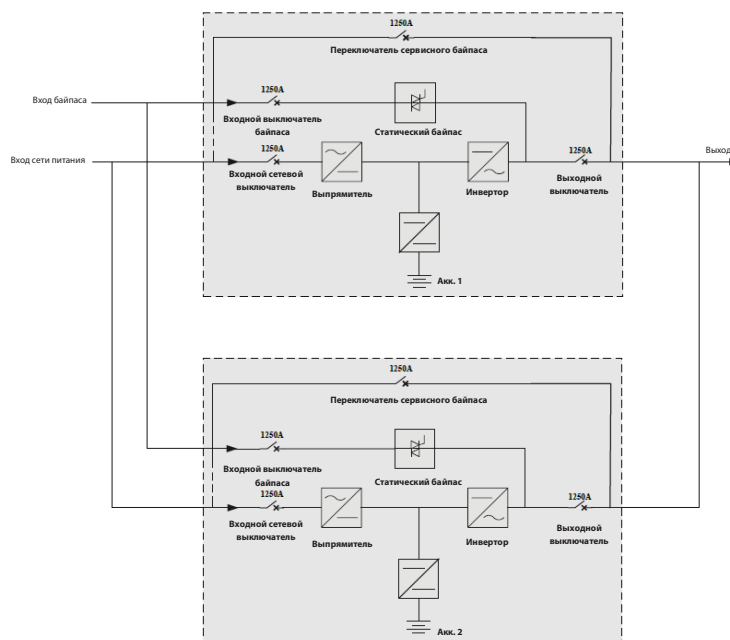 1250A
Переключатель сервисного байпаса
Вход байпаса
1250A
Входной выключатель
байпаса
Статический байпас
Вход сети питания
1250A
Входной сетевой
выключатель
Выпрямитель
Инвертор
1250A
Выходной
выключатель
Выход
Акк. 1
1250A
Переключатель сервисного байпаса
1250A
Входной выключатель
байпаса
Статический байпас
1250A
Входной сетевой
выключатель
Выпрямитель
Инвертор
1250A
Выходной
выключатель
Акк. 2